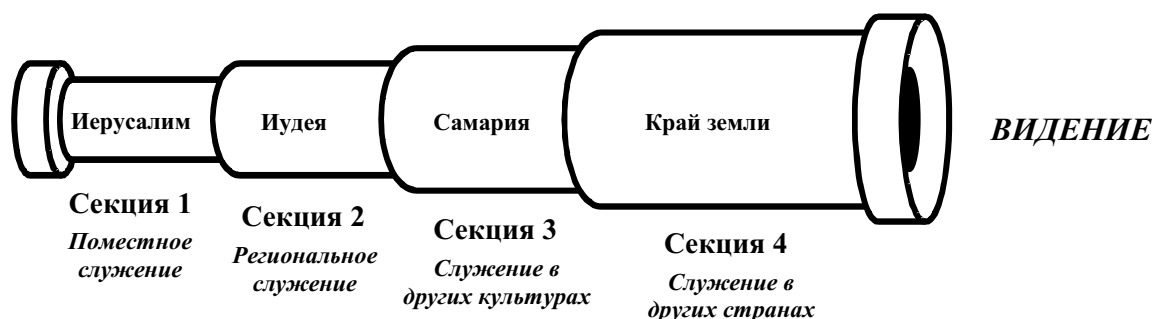 Иерусалим
Иудея
Самария
Край земли
ВИДЕНИЕ
Секция 1
Поместное
служение
Секция 2
Региональное
служение
Секция 3
Служение в
других культурах
Секция 4
Служение в
других странах